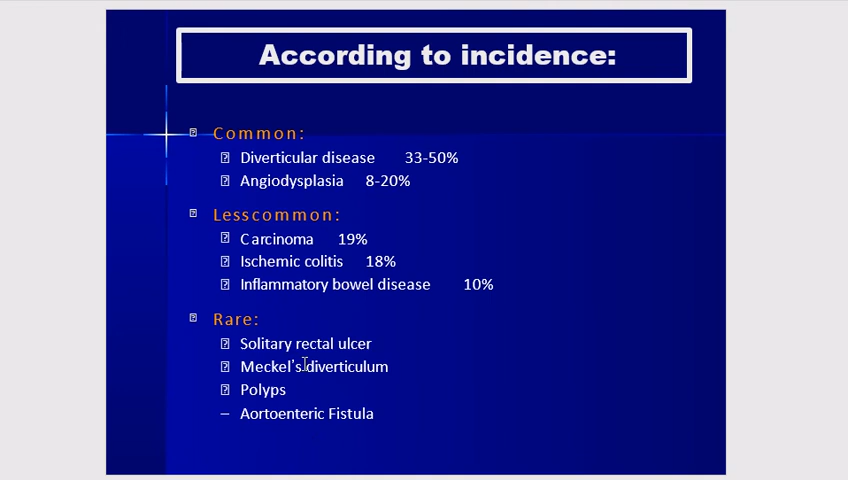 According to incidence:
Common:
Diverticular disease 33-50%
Angiodysplasia 8-20%
Lesscommon:
Carcinoma 19%
Ischemic colitis 18%
Inflammatory bowel disease 10%
Rare:
Solitary rectal ulcer
Meckel's diverticulum
Polyps
– Aortoenteric Fistula